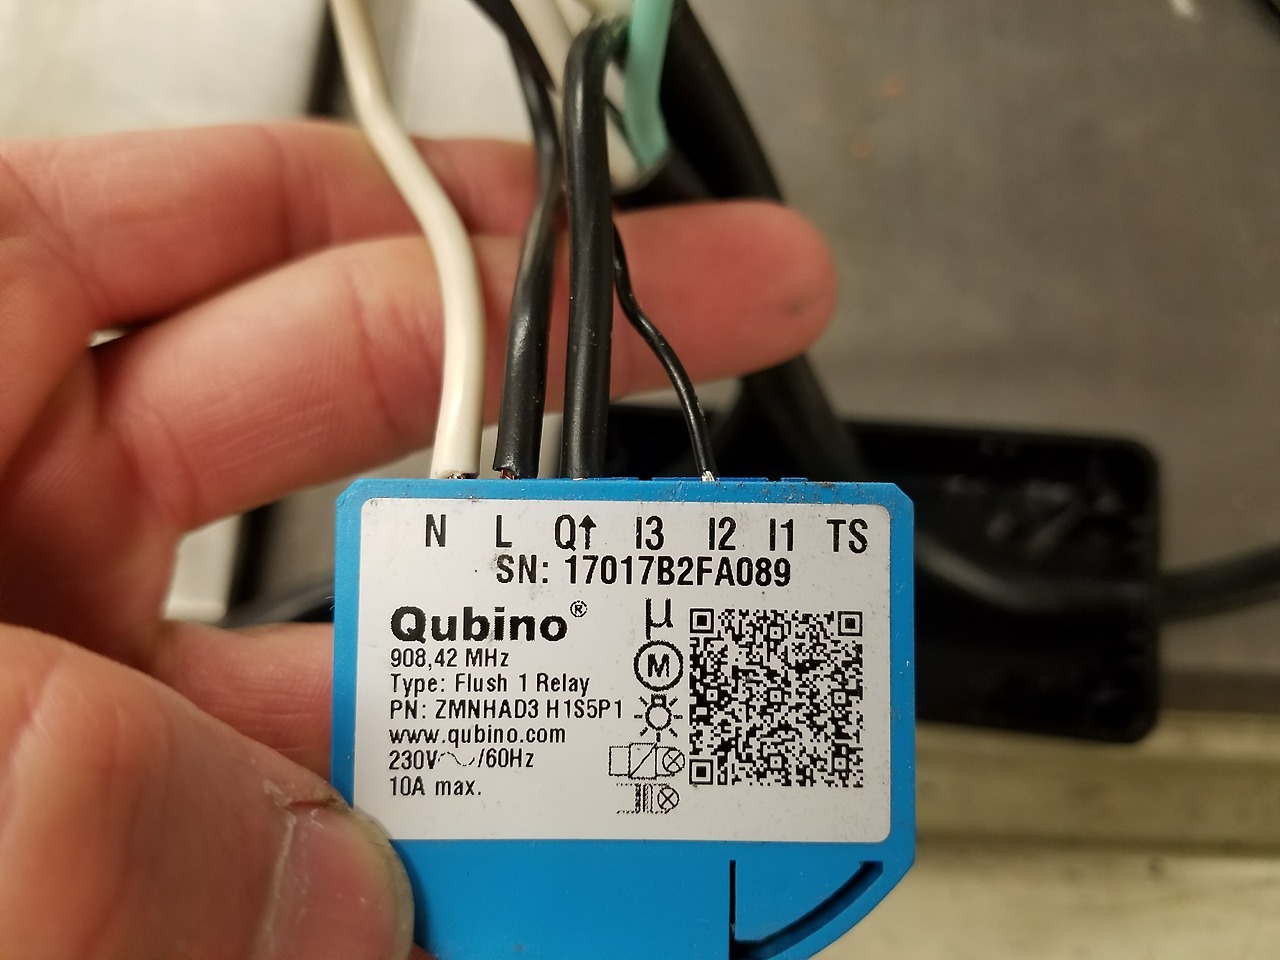 N L Q↑ I3 I2 I1 TS
SN: 17017B2FA089
Qubino®
µ
908,42 MHz
M
Type: Flush 1 Relay
PN: ZMNHAD3 H1S5P1
www.qubino.com
230V~/60Hz
10A max.